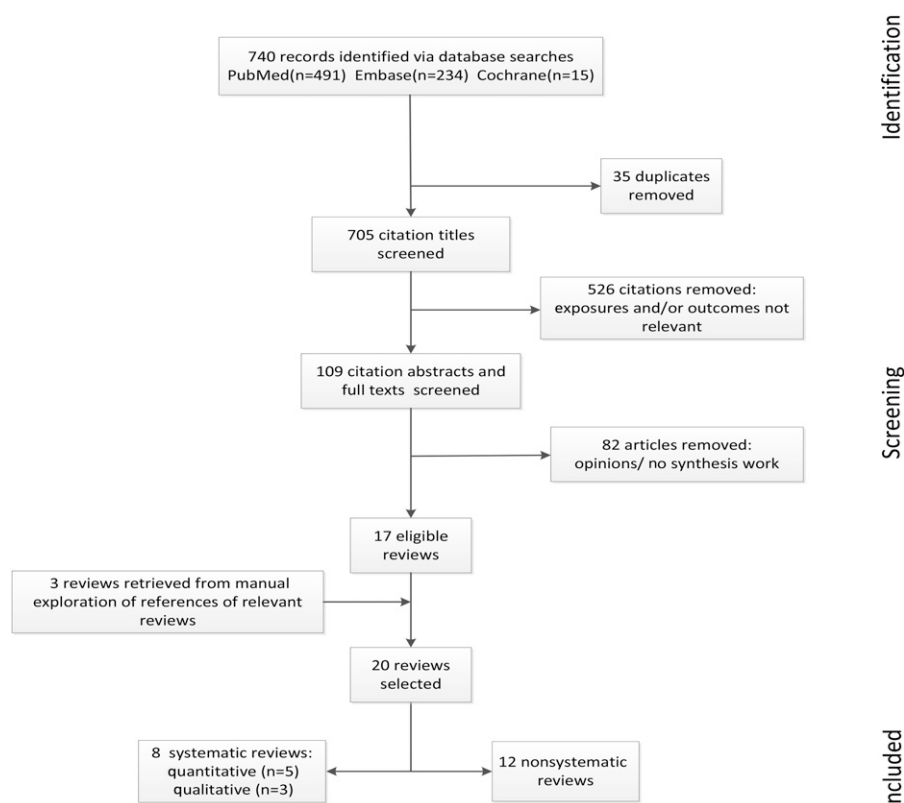 Identification
740 records identified via database searches
PubMed(n=491) Embase(n=234) Cochrane(n=15)
35 duplicates
removed
705 citation titles
screened
526 citations removed:
exposures and/or outcomes not
relevant
Screening
109 citation abstracts and
full texts screened
82 articles removed:
opinions/ no synthesis work
17 eligible
reviews
3 reviews retrieved from manual
exploration of references of relevant
reviews
20 reviews
selected
8 systematic reviews:
quantitative (n=5)
qualitative (n=3)
12 nonsystematic
reviews
ncluded